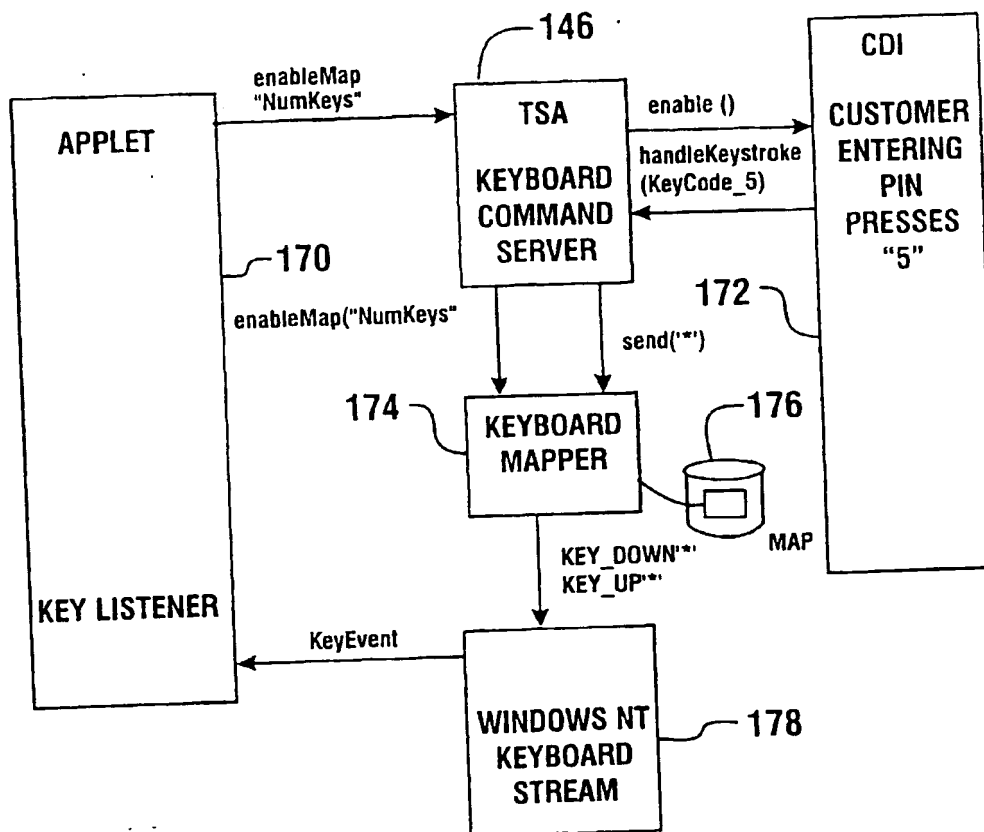 146
enableMap
"NumKeys"
APPLET
TSA
KEYBOARD
COMMAND
SERVER
enable ()
handleKeystroke
(KeyCode_5)
CDI
CUSTOMER
ENTERING
PIN
PRESSES
"5"
170
172
enableMap("NumKeys"
send('*')
174
KEYBOARD
MAPPER
176
MAP
KEY_DOWN'*'
KEY_UP'*'
KEY LISTENER
KeyEvent
WINDOWS NT
KEYBOARD
STREAM
178